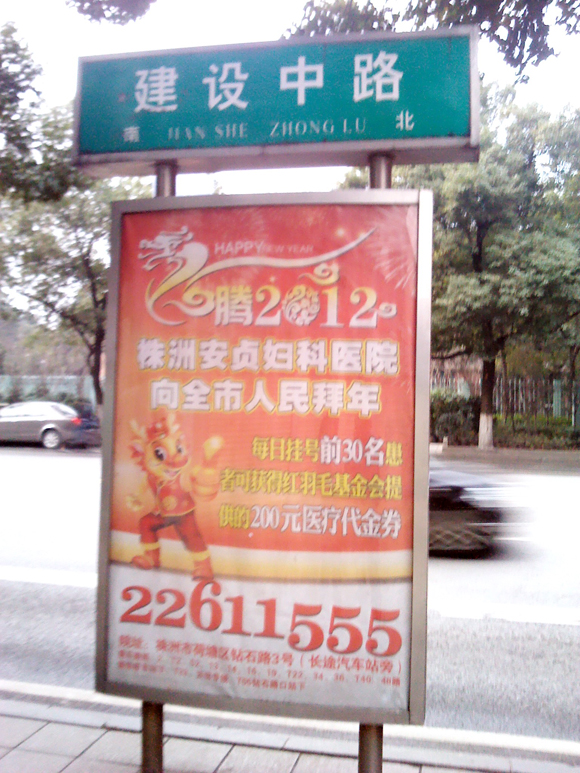 建设中路
南 JIAN SHE ZHONG LU 北
HAPPY NEW YEAR
腾2012
株洲安贞妇科医院
向全市人民拜年
每日挂号前30名患
者可获得红羽毛基金会提
供的200元医疗代金券
22611555
院址：株洲市荷塘区钻石路3号（长途汽车站旁）